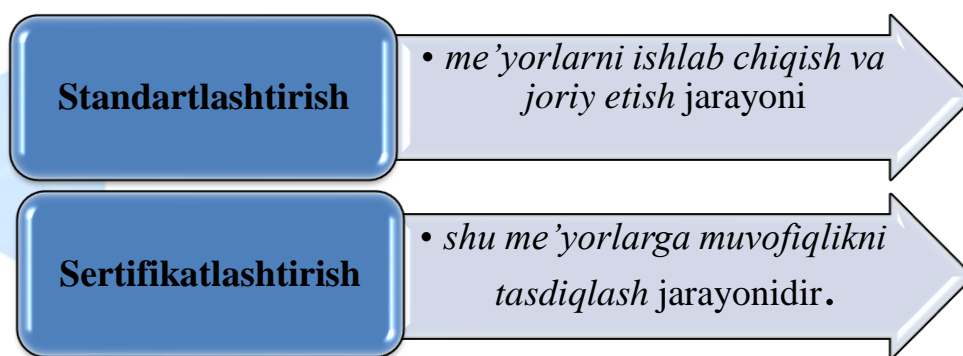 Standartlashtirish
• me’yorlarni ishlab chiqish va
joriy etish jarayoni
Sertifikatlashtirish
• shu me’yorlarga muvofiqlikni
tasdiqlash jarayonidir.